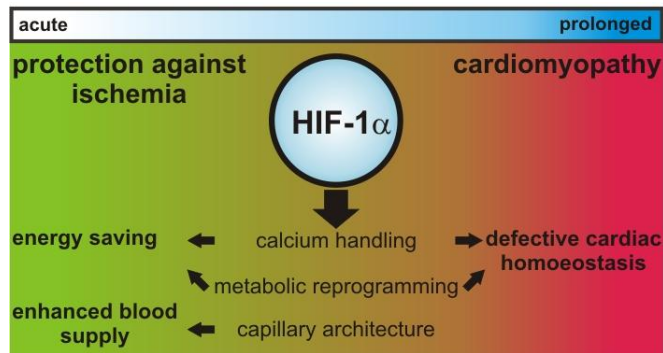 acute prolonged
protection against ischemia
cardiomyopathy
HIF-1α
energy saving calcium handling defective cardiac homoeostasis
metabolic reprogramming
enhanced blood supply capillary architecture